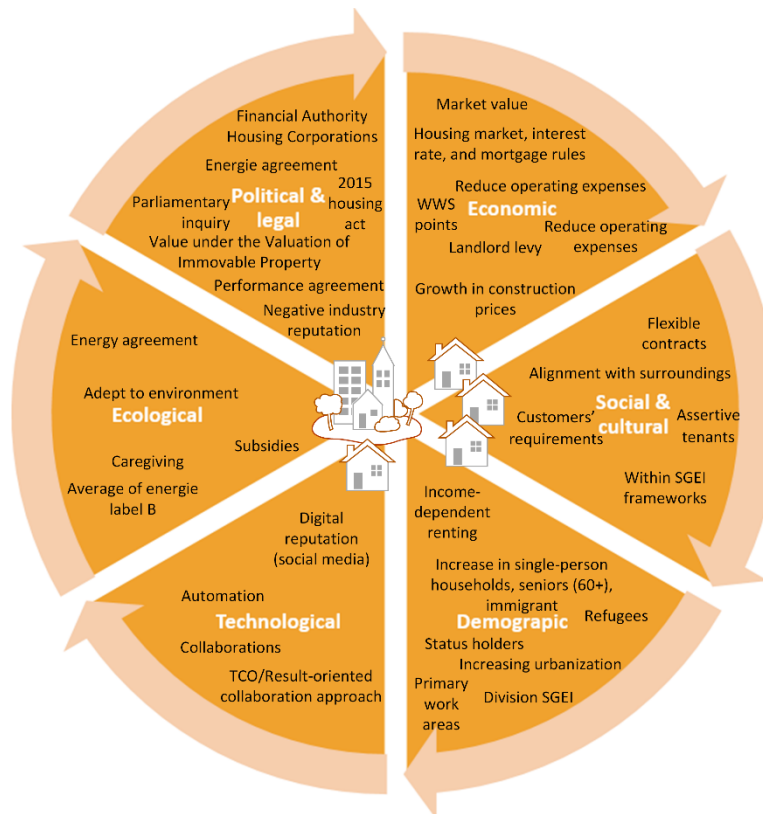 Financial Authority
Housing Corporations
Energie agreement
Political &
legal
Parliamentary
inquiry
2015
housing
act
Value under the Valuation of
Immovable Property
Performance agreement
Negative industry
reputation
Market value
Housing market, interest
rate, and mortgage rules
Reduce operating expenses
WWS
points
Economic
Reduce operating
expenses
Landlord levy
Growth in construction
prices
Flexible
contracts
Alignment with surroundings
Social &
cultural
Customers'
requirements
Assertive
tenants
Within SGEI
frameworks
Income-
dependent
renting
Increase in single-person
households, seniors (60+),
immigrant
Refugees
Demograpic
Status holders
Increasing urbanization
Primary
work
areas
Division SGEI
Digital
reputation
(social media)
Automation
Technological
Collaborations
TCO/Result-oriented
collaboration approach
Energy agreement
Adept to environment
Ecological
Subsidies
Caregiving
Average of energie
label B